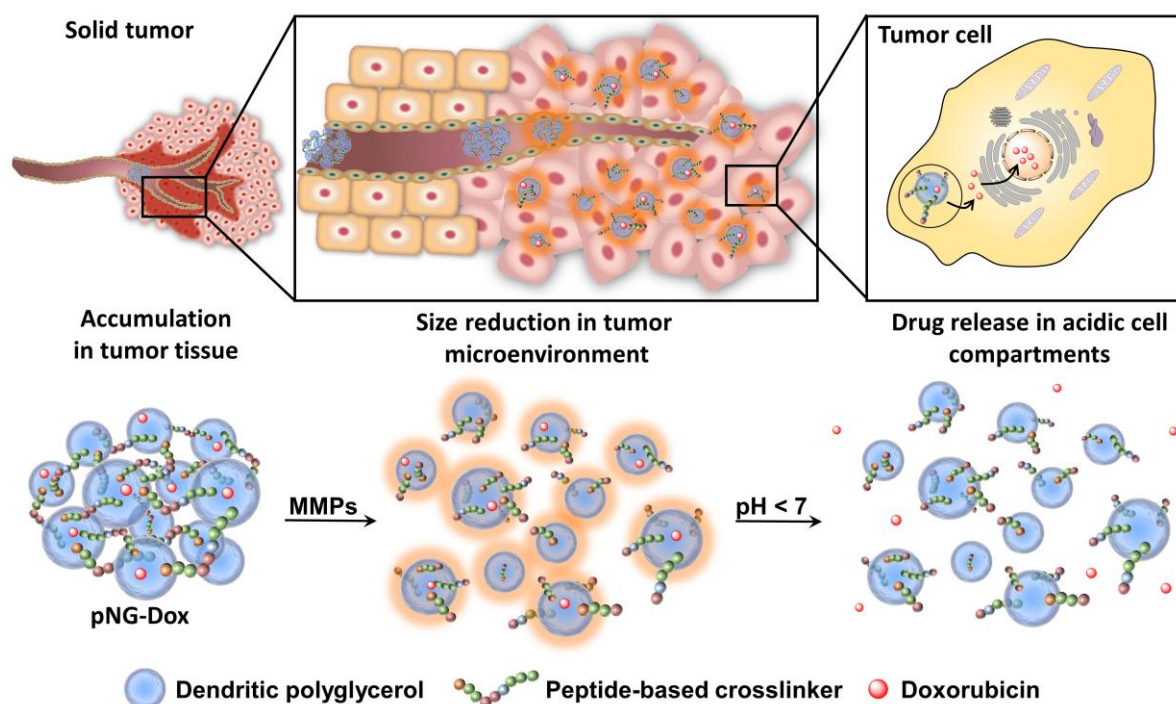 Solid tumor
Tumor cell
Accumulation
in tumor tissue
Size reduction in tumor
microenvironment
Drug release in acidic cell
compartments
MMPs
pH < 7
pNG-Dox
Dendritic polyglycerol
Peptide-based crosslinker
Doxorubicin